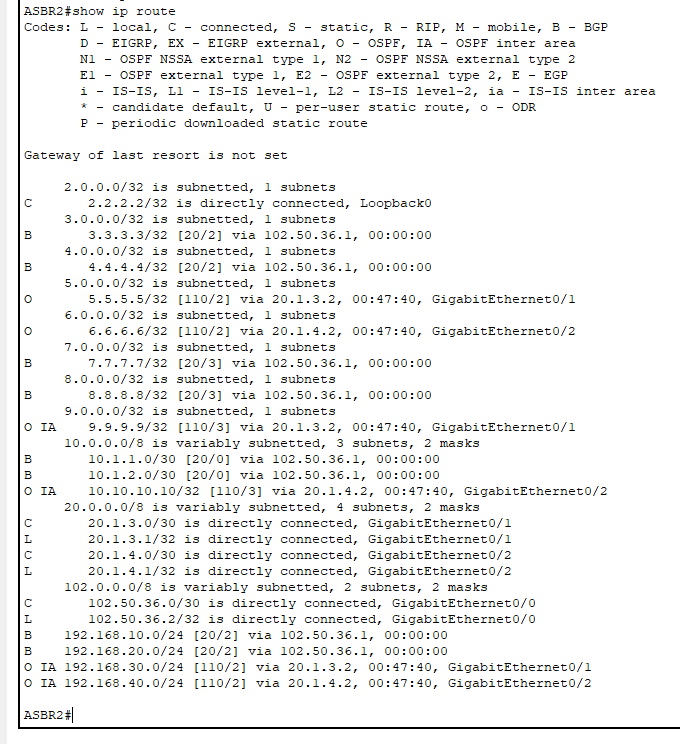 ASBR2#show ip route
Codes: L - local, C - connected, S - static, R - RIP, M - mobile, B - BGP
       D - EIGRP, EX - EIGRP external, O - OSPF, IA - OSPF inter area
       N1 - OSPF NSSA external type 1, N2 - OSPF NSSA external type 2
       E1 - OSPF external type 1, E2 - OSPF external type 2, E - EGP
       i - IS-IS, L1 - IS-IS level-1, L2 - IS-IS level-2, ia - IS-IS inter area
       * - candidate default, U - per-user static route, o - ODR
       P - periodic downloaded static route

Gateway of last resort is not set

     2.0.0.0/32 is subnetted, 1 subnets
C       2.2.2.2/32 is directly connected, Loopback0
     3.0.0.0/32 is subnetted, 1 subnets
B       3.3.3.3/32 [20/2] via 102.50.36.1, 00:00:00
     4.0.0.0/32 is subnetted, 1 subnets
B       4.4.4.4/32 [20/2] via 102.50.36.1, 00:00:00
     5.0.0.0/32 is subnetted, 1 subnets
O       5.5.5.5/32 [110/2] via 20.1.3.2, 00:47:40, GigabitEthernet0/1
     6.0.0.0/32 is subnetted, 1 subnets
O       6.6.6.6/32 [110/2] via 20.1.4.2, 00:47:40, GigabitEthernet0/2
     7.0.0.0/32 is subnetted, 1 subnets
B       7.7.7.7/32 [20/3] via 102.50.36.1, 00:00:00
     8.0.0.0/32 is subnetted, 1 subnets
B       8.8.8.8/32 [20/3] via 102.50.36.1, 00:00:00
     9.0.0.0/32 is subnetted, 1 subnets
O IA    9.9.9.9/32 [110/3] via 20.1.3.2, 00:47:40, GigabitEthernet0/1
     10.0.0.0/8 is variably subnetted, 3 subnets, 2 masks
B       10.1.1.0/30 [20/0] via 102.50.36.1, 00:00:00
B       10.1.2.0/30 [20/0] via 102.50.36.1, 00:00:00
O IA    10.10.10.10/32 [110/3] via 20.1.4.2, 00:47:40, GigabitEthernet0/2
     20.0.0.0/8 is variably subnetted, 4 subnets, 2 masks
C       20.1.3.0/30 is directly connected, GigabitEthernet0/1
L       20.1.3.1/32 is directly connected, GigabitEthernet0/1
C       20.1.4.0/30 is directly connected, GigabitEthernet0/2
L       20.1.4.1/32 is directly connected, GigabitEthernet0/2
     102.0.0.0/8 is variably subnetted, 2 subnets, 2 masks
C       102.50.36.0/30 is directly connected, GigabitEthernet0/0
L       102.50.36.2/32 is directly connected, GigabitEthernet0/0
B    192.168.10.0/24 [20/2] via 102.50.36.1, 00:00:00
B    192.168.20.0/24 [20/2] via 102.50.36.1, 00:00:00
O IA 192.168.30.0/24 [110/2] via 20.1.3.2, 00:47:40, GigabitEthernet0/1
O IA 192.168.40.0/24 [110/2] via 20.1.4.2, 00:47:40, GigabitEthernet0/2

ASBR2#